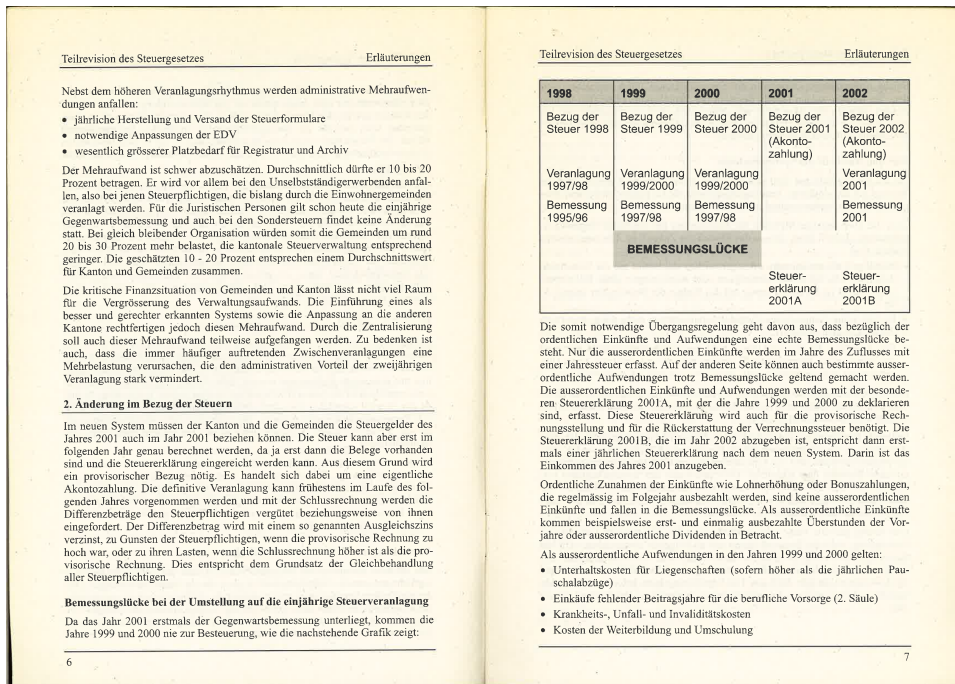 Teilrevision des Steuergesetzes Erläuterungen
Nebst dem höheren Veranlagungsrhythmus werden administrative Mehraufwen-
dungen anfallen:
• jährliche Herstellung und Versand der Steuerformulare
• notwendige Anpassungen der EDV
• wesentlich grösserer Platzbedarf für Registratur und Archiv
Der Mehraufwand ist schwer abzuschätzen. Durchschnittlich dürfte er 10 bis 20
Prozent betragen. Er wird vor allem bei den Unselbstständigerwerbenden anfal-
len, also bei jenen Steuerpflichtigen, die bislang durch die Einwohnergemeinden
veranlagt werden. Für die Juristischen Personen gilt schon heute die einjährige
Gegenwartsbemessung und auch bei den Sondersteuern findet keine Änderung
statt. Bei gleich bleibender Organisation würden somit die Gemeinden um rund
20 bis 30 Prozent mehr belastet, die kantonale Steuerverwaltung entsprechend
geringer. Die geschätzten 10 - 20 Prozent entsprechen einem Durchschnittswert
für Kanton und Gemeinden zusammen.
Die kritische Finanzsituation von Gemeinden und Kanton lässt nicht viel Raum
für die Vergrösserung des Verwaltungsaufwands. Die Einführung eines als
besser und gerechter erkannten Systems sowie die Anpassung an die anderen
Kantone rechtfertigen jedoch diesen Mehraufwand. Durch die Zentralisierung
soll auch dieser Mehraufwand teilweise aufgefangen werden. Zu bedenken ist
auch, dass die immer häufiger auftretenden Zwischenveranlagungen eine
Mehrbelastung verursachen, die den administrativen Vorteil der zweijährigen
Veranlagung stark vermindert.
2. Änderung im Bezug der Steuern
Im neuen System müssen der Kanton und die Gemeinden die Steuergelder des
Jahres 2001 auch im Jahr 2001 beziehen können. Die Steuer kann aber erst im
folgenden Jahr genau berechnet werden, da ja erst dann die Belege vorhanden
sind und die Steuererklärung eingereicht werden kann. Aus diesem Grund wird
ein provisorischer Bezug nötig. Es handelt sich dabei um eine eigentliche
Akontozahlung. Die definitive Veranlagung kann frühestens im Laufe des fol-
genden Jahres vorgenommen werden und mit der Schlussrechnung werden die
Differenzbeträge den Steuerpflichtigen vergütet beziehungsweise von ihnen
eingefordert. Der Differenzbetrag wird mit einem so genannten Ausgleichszins
verzinst, zu Gunsten der Steuerpflichtigen, wenn die provisorische Rechnung zu
hoch war, oder zu ihren Lasten, wenn die Schlussrechnung höher ist als die pro-
visorische Rechnung. Dies entspricht dem Grundsatz der Gleichbehandlung
aller Steuerpflichtigen.
Bemessungslücke bei der Umstellung auf die einjährige Steuerveranlagung
Da das Jahr 2001 erstmals der Gegenwartsbemessung unterliegt, kommen die
Jahre 1999 und 2000 nie zur Besteuerung, wie die nachstehende Grafik zeigt:
6
Teilrevision des Steuergesetzes Erläuterungen
1998 1999 2000 2001 2002
Bezug der Bezug der Bezug der Bezug der Bezug der
Steuer 1998 Steuer 1999 Steuer 2000 Steuer 2001 Steuer 2002
(Akonto- (Akonto-
zahlung) zahlung)
Veranlagung Veranlagung Veranlagung Veranlagung
1997/98 1999/2000 1999/2000 2001
Bemessung Bemessung Bemessung Bemessung
1995/96 1997/98 1997/98 2001
BEMESSUNGSLÜCKE
Steuer- Steuer-
erklärung erklärung
2001A 2001B
Die somit notwendige Übergangsregelung geht davon aus, dass bezüglich der
ordentlichen Einkünfte und Aufwendungen eine echte Bemessungslücke be-
steht. Nur die ausserordentlichen Einkünfte werden im Jahre des Zuflusses mit
einer Jahressteuer erfasst. Auf der anderen Seite können auch bestimmte ausser-
ordentliche Aufwendungen trotz Bemessungslücke geltend gemacht werden.
Die ausserordentlichen Einkünfte und Aufwendungen werden mit der besonde-
ren Steuererklärung 2001A, mit der die Jahre 1999 und 2000 zu deklarieren
sind, erfasst. Diese Steuererklärung wird auch für die provisorische Rech-
nungsstellung und für die Rückerstattung der Verrechnungssteuer benötigt. Die
Steuererklärung 2001B, die im Jahr 2002 abzugeben ist, entspricht dann erst-
mals einer jährlichen Steuererklärung nach dem neuen System. Darin ist das
Einkommen des Jahres 2001 anzugeben.
Ordentliche Zunahmen der Einkünfte wie Lohnerhöhung oder Bonuszahlungen,
die regelmässig im Folgejahr ausbezahlt werden, sind keine ausserordentlichen
Einkünfte und fallen in die Bemessungslücke. Als ausserordentliche Einkünfte
kommen beispielsweise erst- und einmalig ausbezahlte Überstunden der Vor-
jahre oder ausserordentliche Dividenden in Betracht.
Als ausserordentliche Aufwendungen in den Jahren 1999 und 2000 gelten:
• Unterhaltskosten für Liegenschaften (sofern höher als die jährlichen Pau-
schalabzüge)
• Einkäufe fehlender Beitragsjahre für die berufliche Vorsorge (2. Säule)
• Krankheits-, Unfall- und Invaliditätskosten
• Kosten der Weiterbildung und Umschulung
7